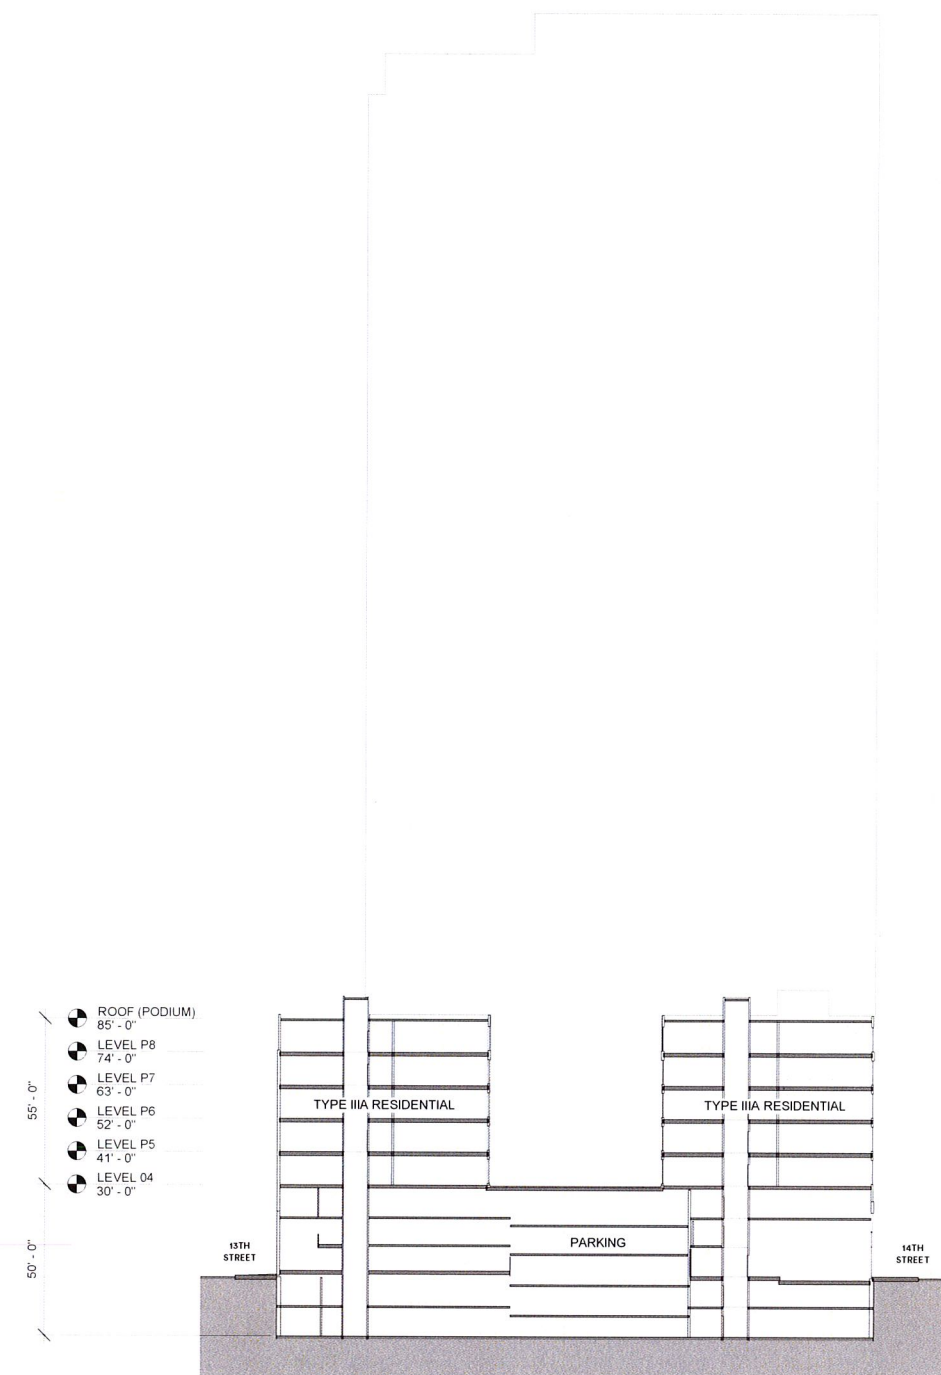 ROOF (PODIUM)
85' - 0"
LEVEL P8
74' - 0"
LEVEL P7
63' - 0"
LEVEL P6
52' - 0"
LEVEL P5
41' - 0"
LEVEL 04
30' - 0"
55' - 0"
50' - 0"
TYPE IIIA RESIDENTIAL
TYPE IIIA RESIDENTIAL
PARKING
13TH
STREET
14TH
STREET